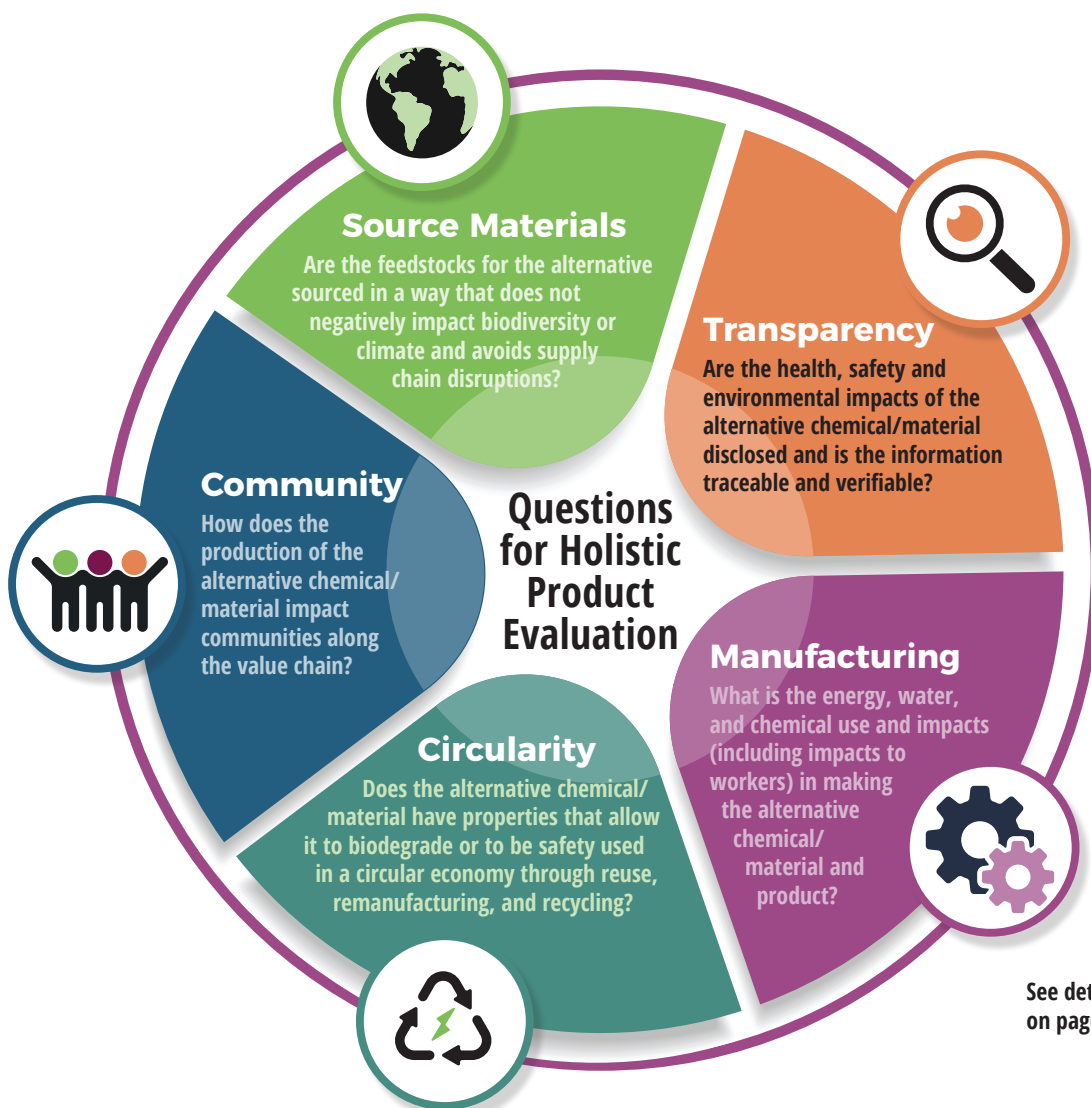 Source Materials
Are the feedstocks for the alternative
sourced in a way that does not
negatively impact biodiversity or
climate and avoids supply
chain disruptions?
Transparency
Are the health, safety and
environmental impacts of the
alternative chemical/material
disclosed and is the information
traceable and verifiable?
Community
How does the
production of the
alternative chemical/
material impact
communities along
the value chain?
Questions
for Holistic
Product
Evaluation
Manufacturing
What is the energy, water,
and chemical use and impacts
(including impacts to
workers) in making
the alternative
chemical/
material and
product?
Circularity
Does the alternative chemical/
material have properties that allow
it to biodegrade or to be safety used
in a circular economy through reuse,
remanufacturing, and recycling?
See
on